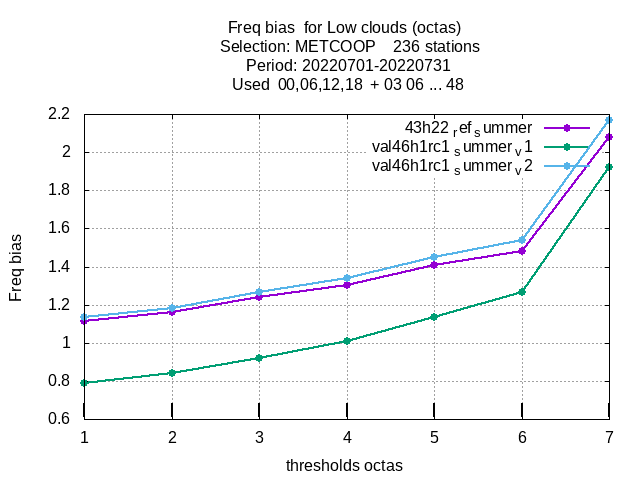 Freq bias  for Low clouds (octas)
Selection: METCOOP    236 stations
Period: 20220701-20220731
Used  00,06,12,18  + 03 06 ... 48
43h22 ref summer
val46h1rc1 summer v1
val46h1rc1 summer v2
2.2
2
1.8
1.6
1.4
1.2
1
0.8
0.6
Freq bias
1 2 3 4 5 6 7
thresholds octas